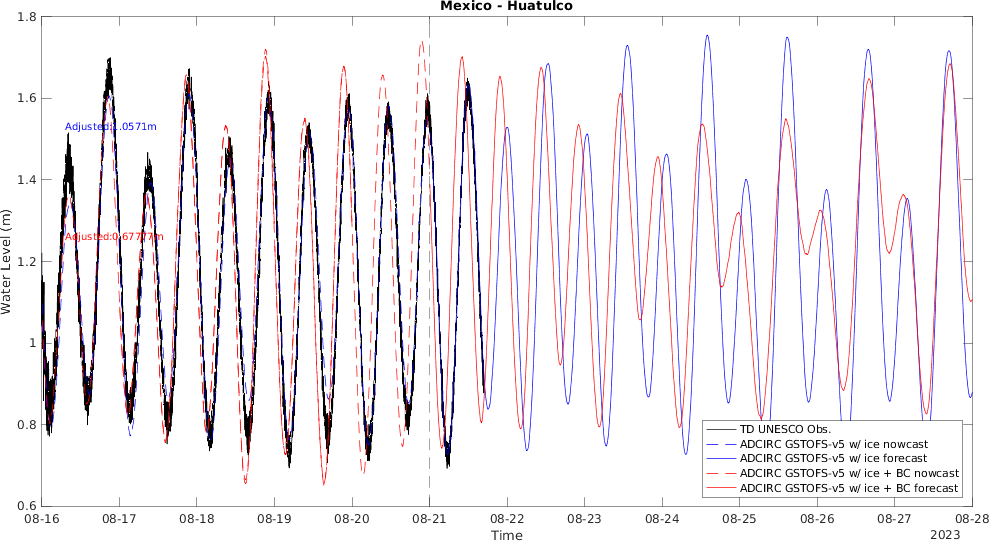 Mexico - Huatulco
1.8
1.6
1.4
1.2
1
0.8
0.6
Water Level (m)
Adjusted:1.0571m
Adjusted:0.67777m
TD UNESCO Obs.
ADCIRC GSTOFS-v5 w/ ice nowcast
ADCIRC GSTOFS-v5 w/ ice forecast
ADCIRC GSTOFS-v5 w/ ice + BC nowcast
ADCIRC GSTOFS-v5 w/ ice + BC forecast
08-16 08-17 08-18 08-19 08-20 08-21 08-22 08-23 08-24 08-25 08-26 08-27 08-28
Time
2023